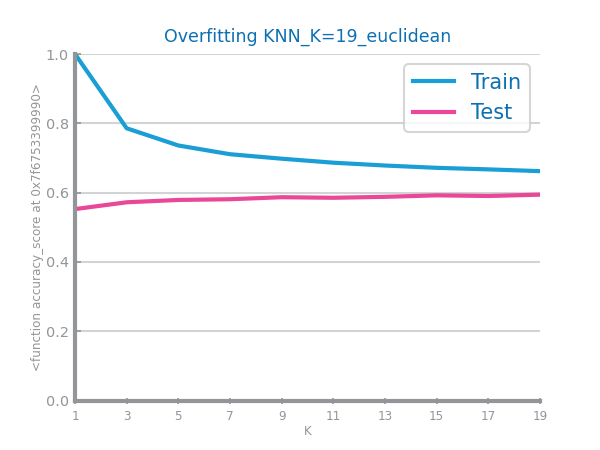 Overfitting KNN_K=19_euclidean
<function accuracy_score at 0x7f6753399990>
1.0
0.8
0.6
0.4
0.2
0.0
Train
Test
1 3 5 7 9 11 13 15 17 19
K